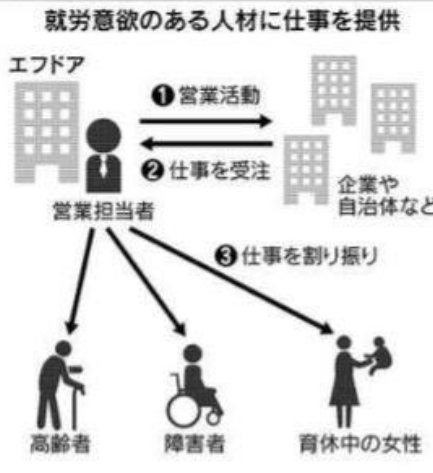 就労意欲のある人材に仕事を提供
エフドア
❶営業活動
❷仕事を受注
営業担当者
企業や
自治体など
❸仕事を割り振り
高齢者
障害者
育休中の女性